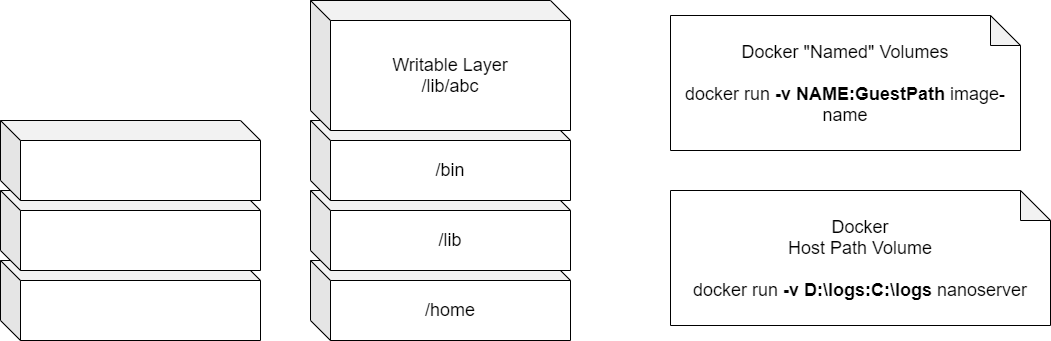 Writable Layer
/lib/abc
/bin
/lib
/home
Docker "Named" Volumes
docker run -v NAME:GuestPath image-
name
Docker
Host Path Volume
docker run -v D:\logs:C:\logs nanoserver